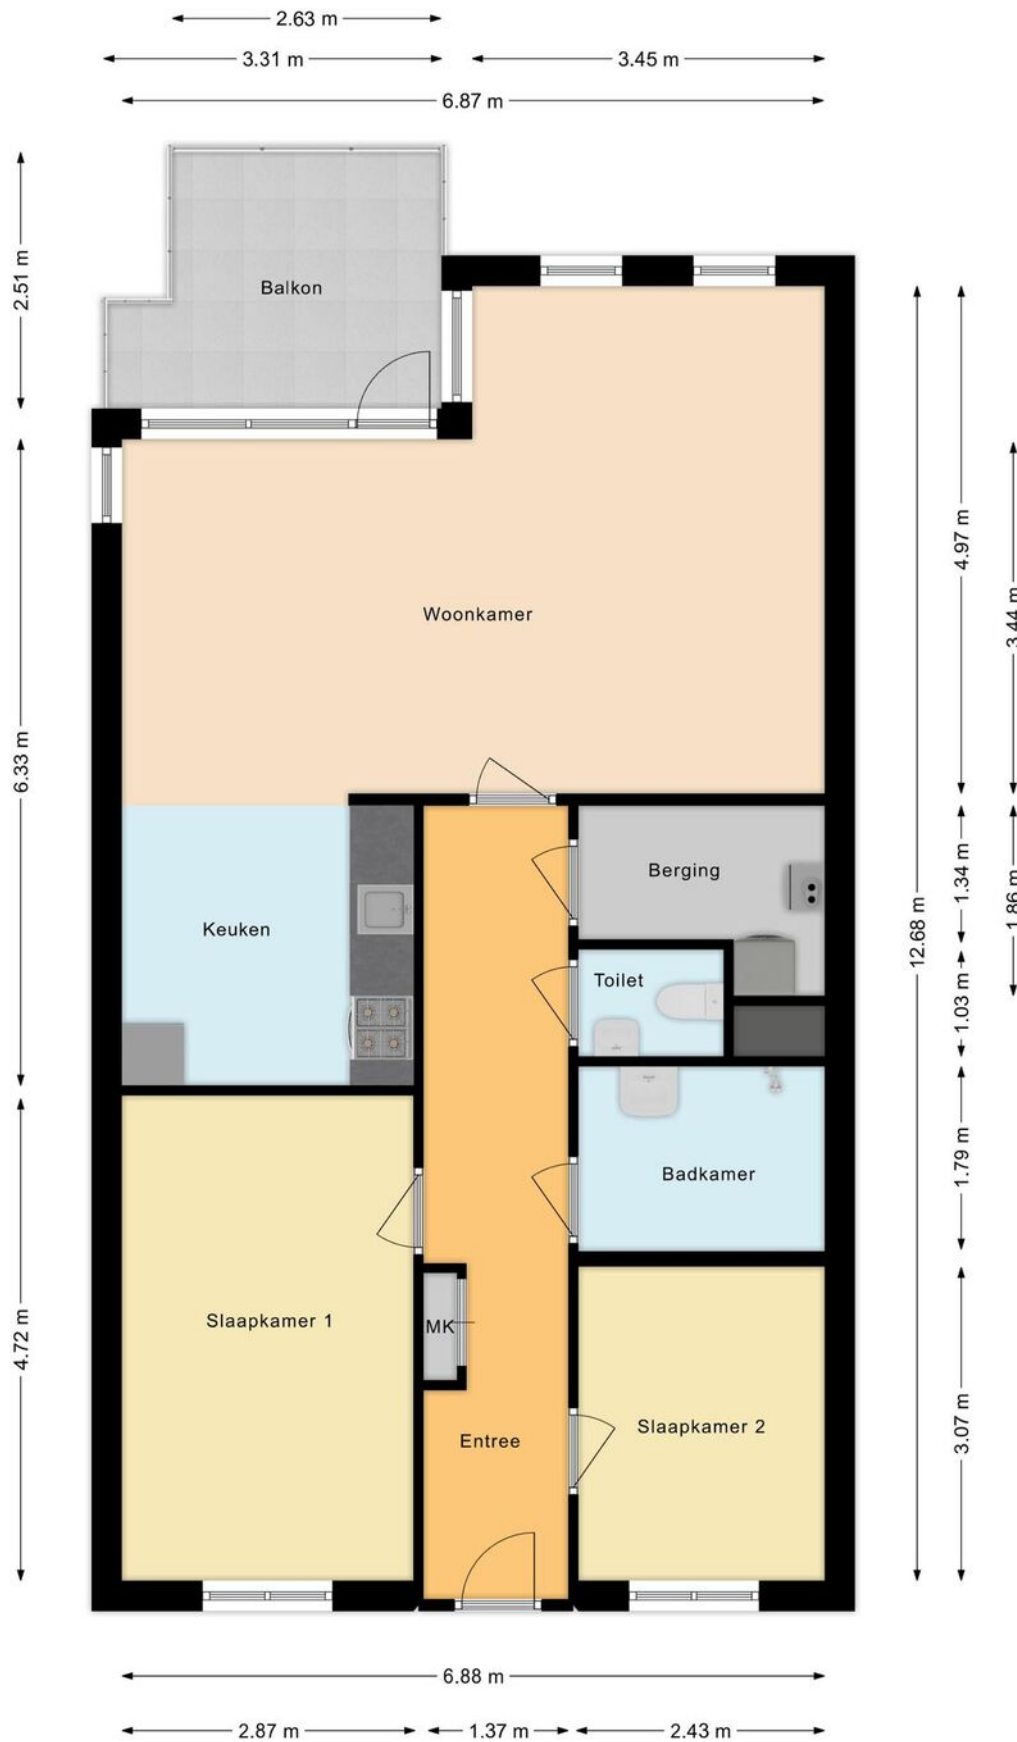 2.63 m
3.31 m
3.45 m
6.87 m
2.51 m
Balkon
4.97 m
3.44 m
Woonkamer
6.33 m
Berging
1.34 m
1.86 m
Keuken
12.68 m
Toilet
1.03 m
1.79 m
Badkamer
Slaapkamer 1
MK
4.72 m
Slaapkamer 2
3.07 m
Entree
6.88 m
2.87 m
1.37 m
2.43 m